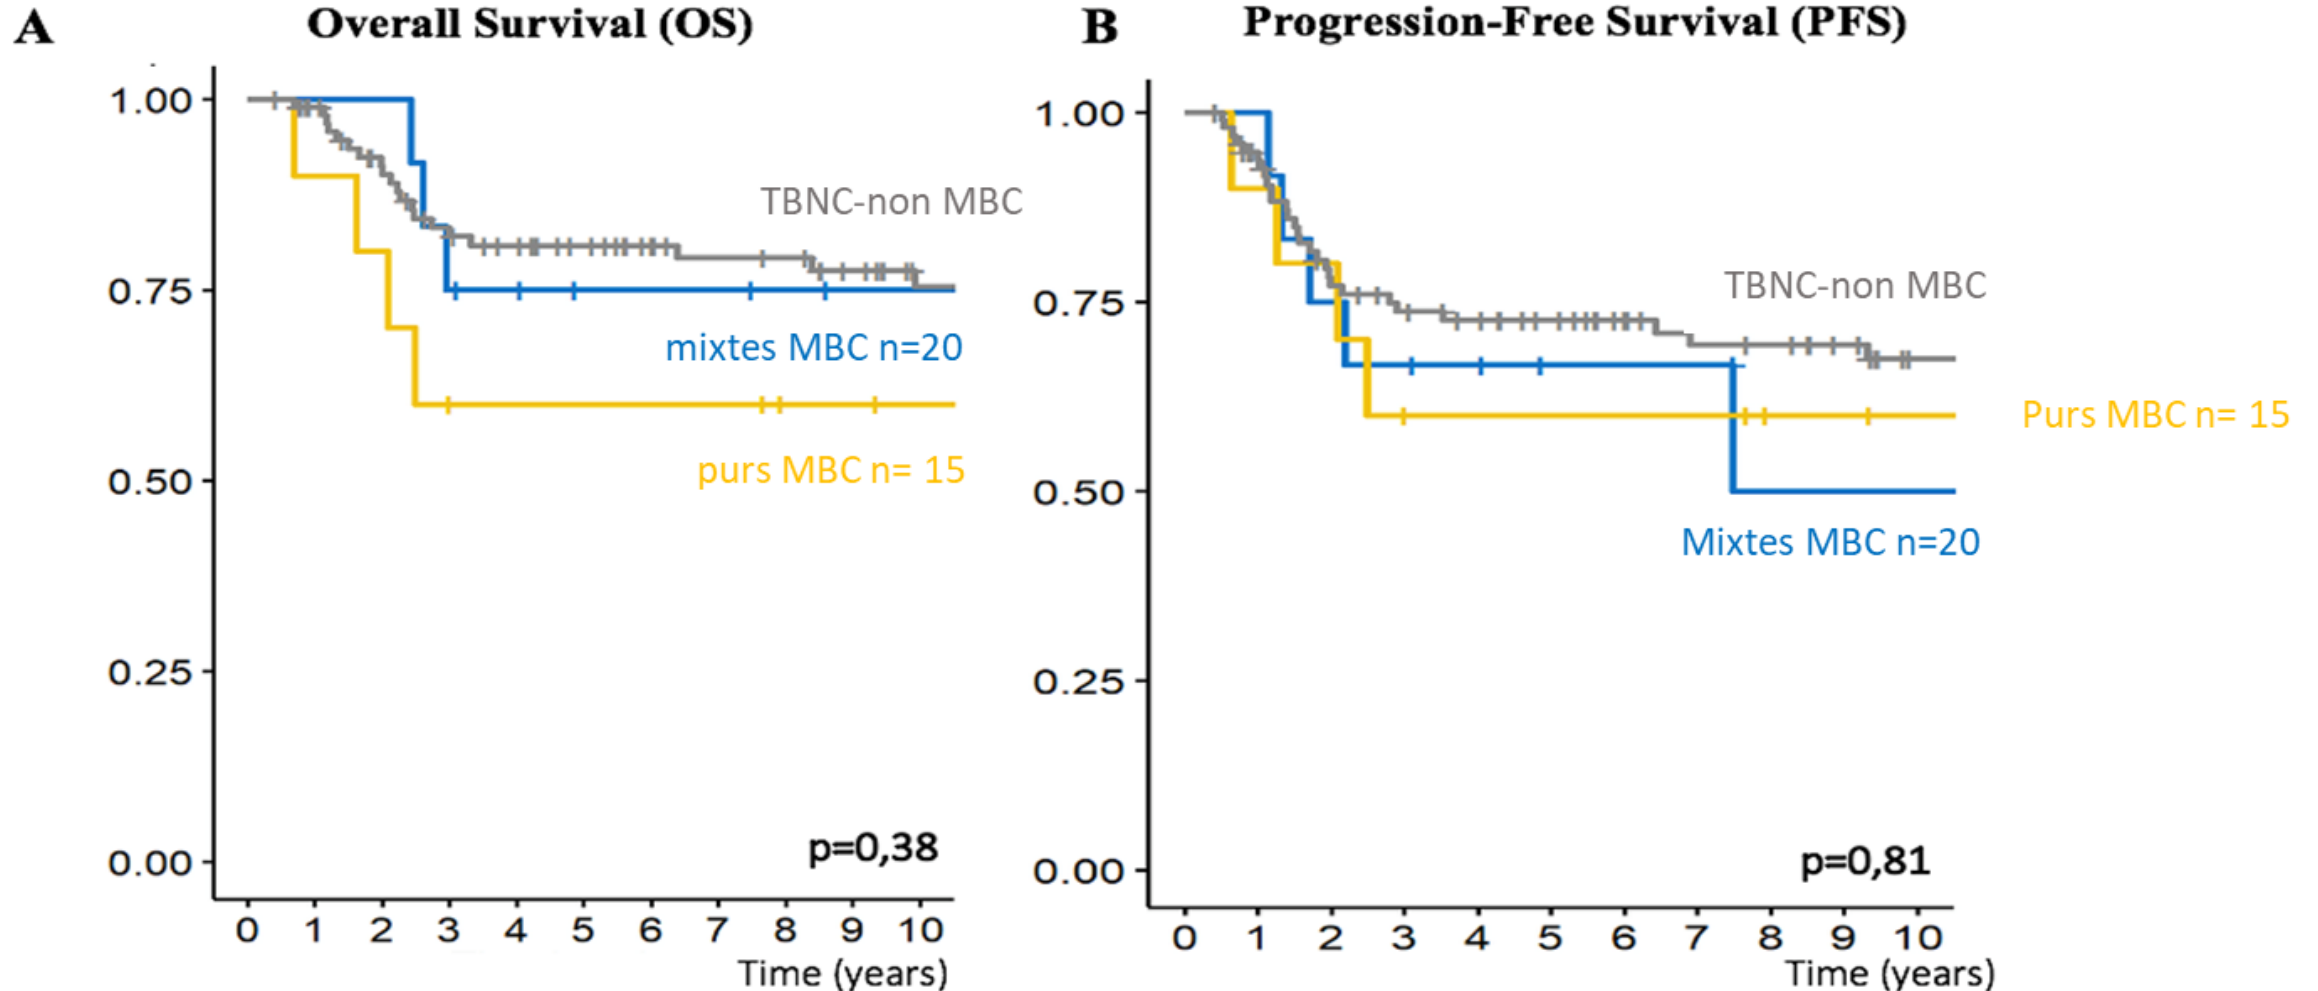 A
Overall Survival (OS)
1.00
0.75
0.50
0.25
0.00
TBNC-non MBC
mixtes MBC n=20
purs MBC n= 15
p=0,38
0 1 2 3 4 5 6 7 8 9 10
Time (years)
B
Progression-Free Survival (PFS)
1.00
0.75
0.50
0.25
0.00
TBNC-non MBC
Purs MBC n= 15
Mixtes MBC n=20
p=0,81
0 1 2 3 4 5 6 7 8 9 10
Time (years)